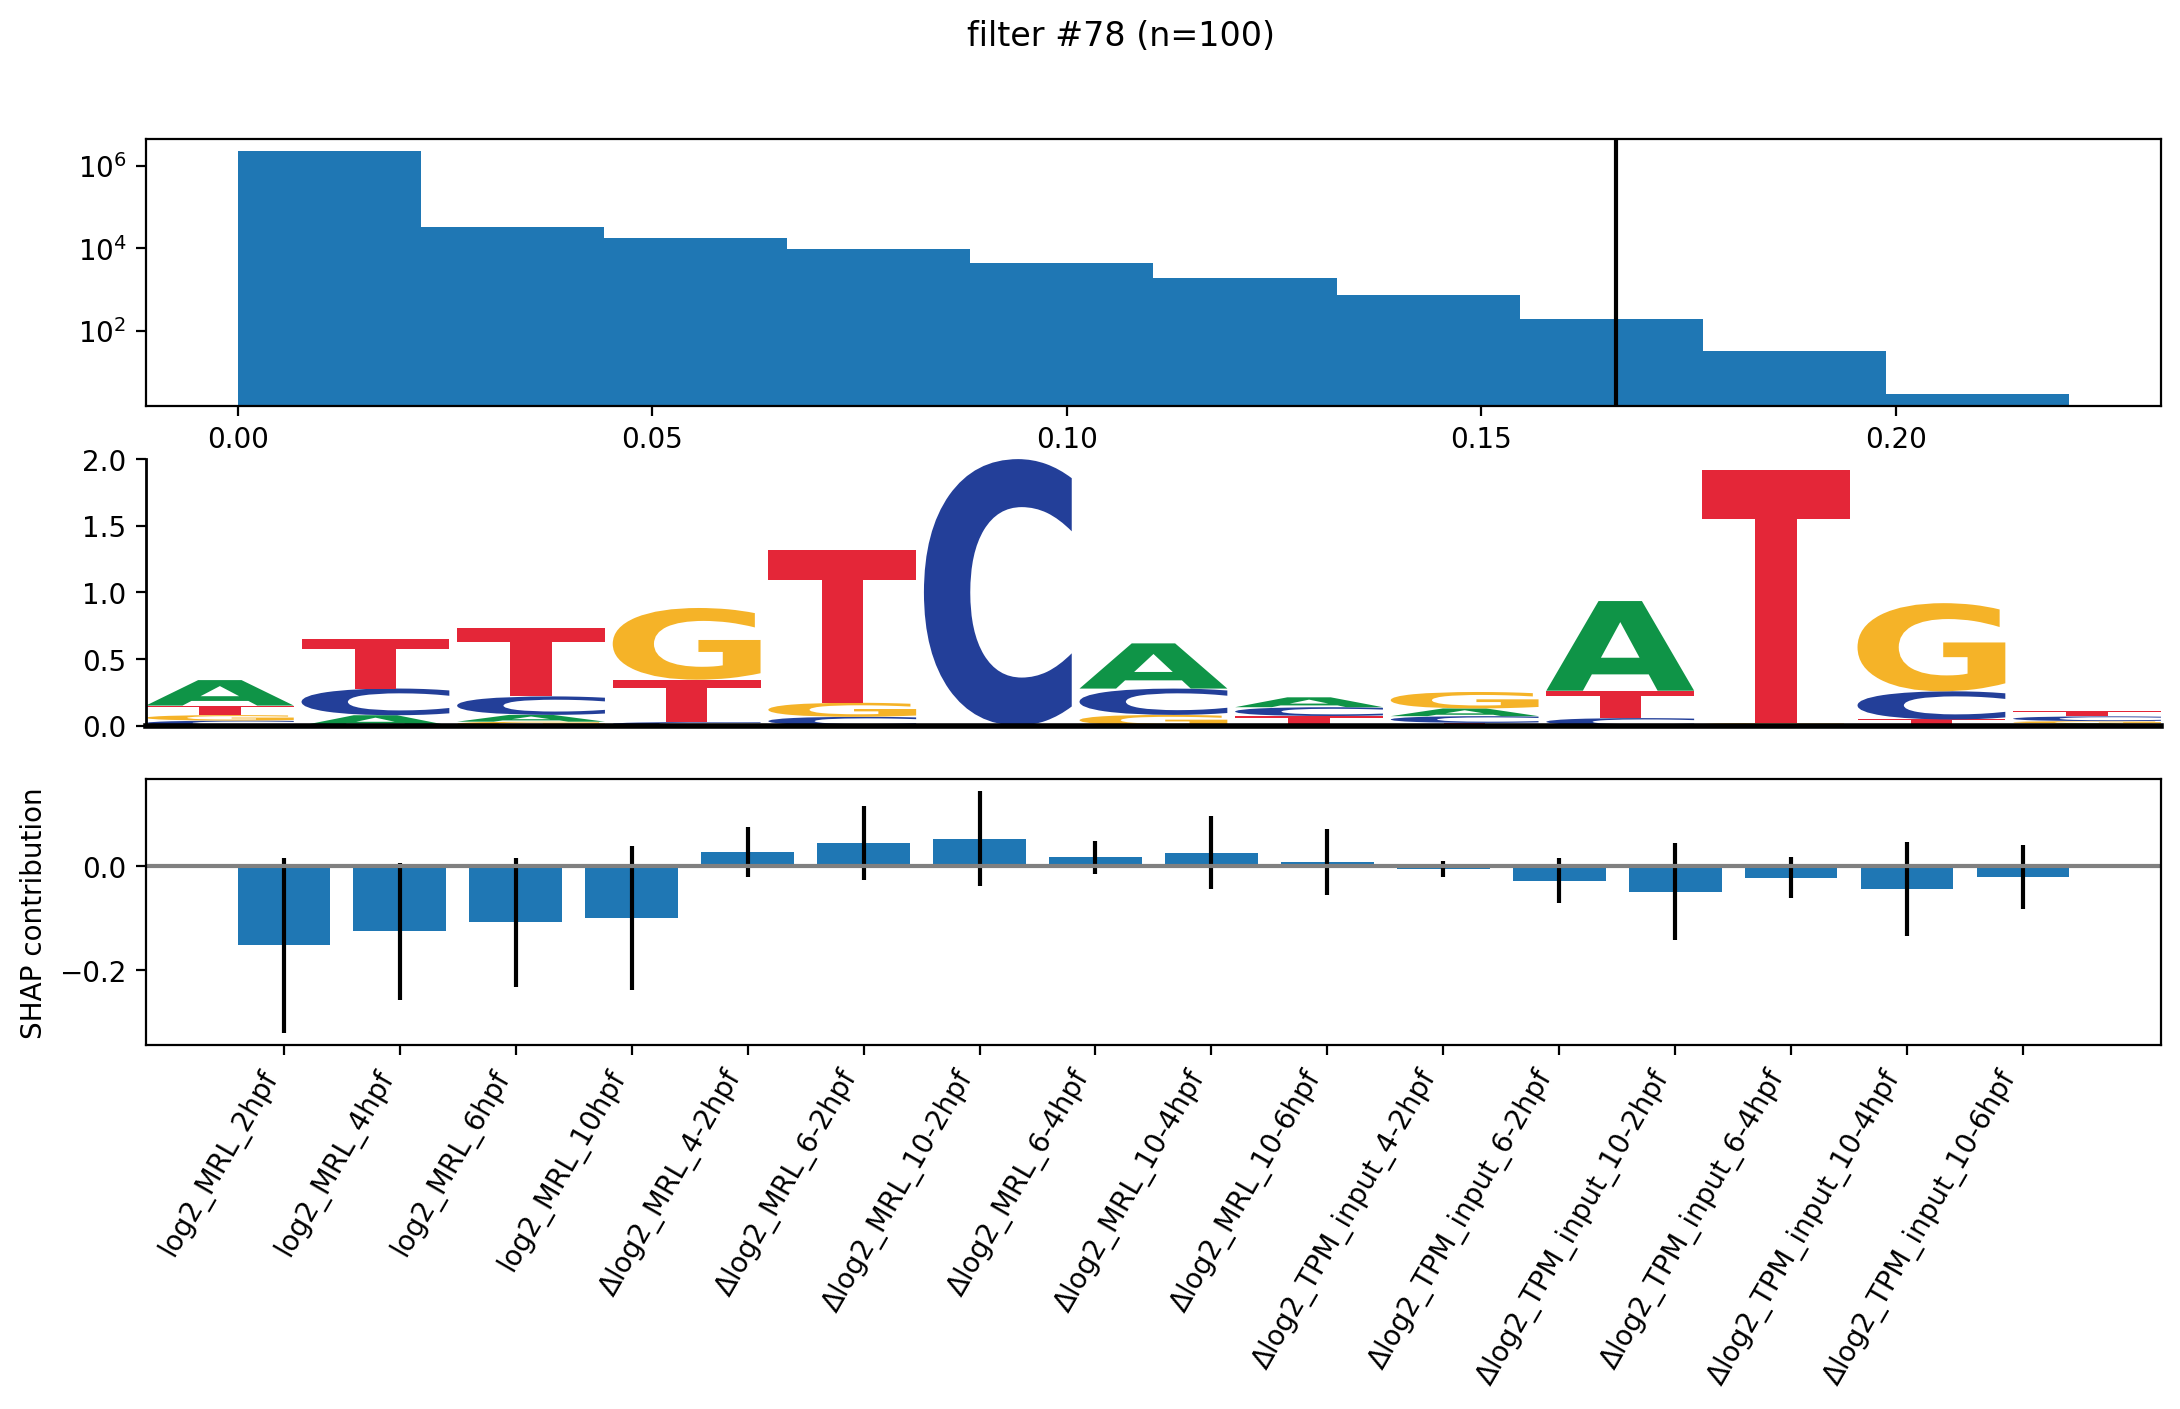 filter #78 (n=100)
10^6
10^4
10^2
0.00 0.05 0.10 0.15 0.20
2.0
1.5
1.0
0.5
0.0
A T T G T C A A G A T G T
T C C T G C C A T C C
G A A C C G T C C T G
C
SHAP contribution
0.0
−0.2
log2_MRL_2hpf
log2_MRL_4hpf
log2_MRL_6hpf
log2_MRL_10hpf
Δlog2_MRL_4-2hpf
Δlog2_MRL_6-2hpf
Δlog2_MRL_10-2hpf
Δlog2_MRL_6-4hpf
Δlog2_MRL_10-4hpf
Δlog2_MRL_10-6hpf
Δlog2_TPM_input_4-2hpf
Δlog2_TPM_input_6-2hpf
Δlog2_TPM_input_10-2hpf
Δlog2_TPM_input_6-4hpf
Δlog2_TPM_input_10-4hpf
Δlog2_TPM_input_10-6hpf